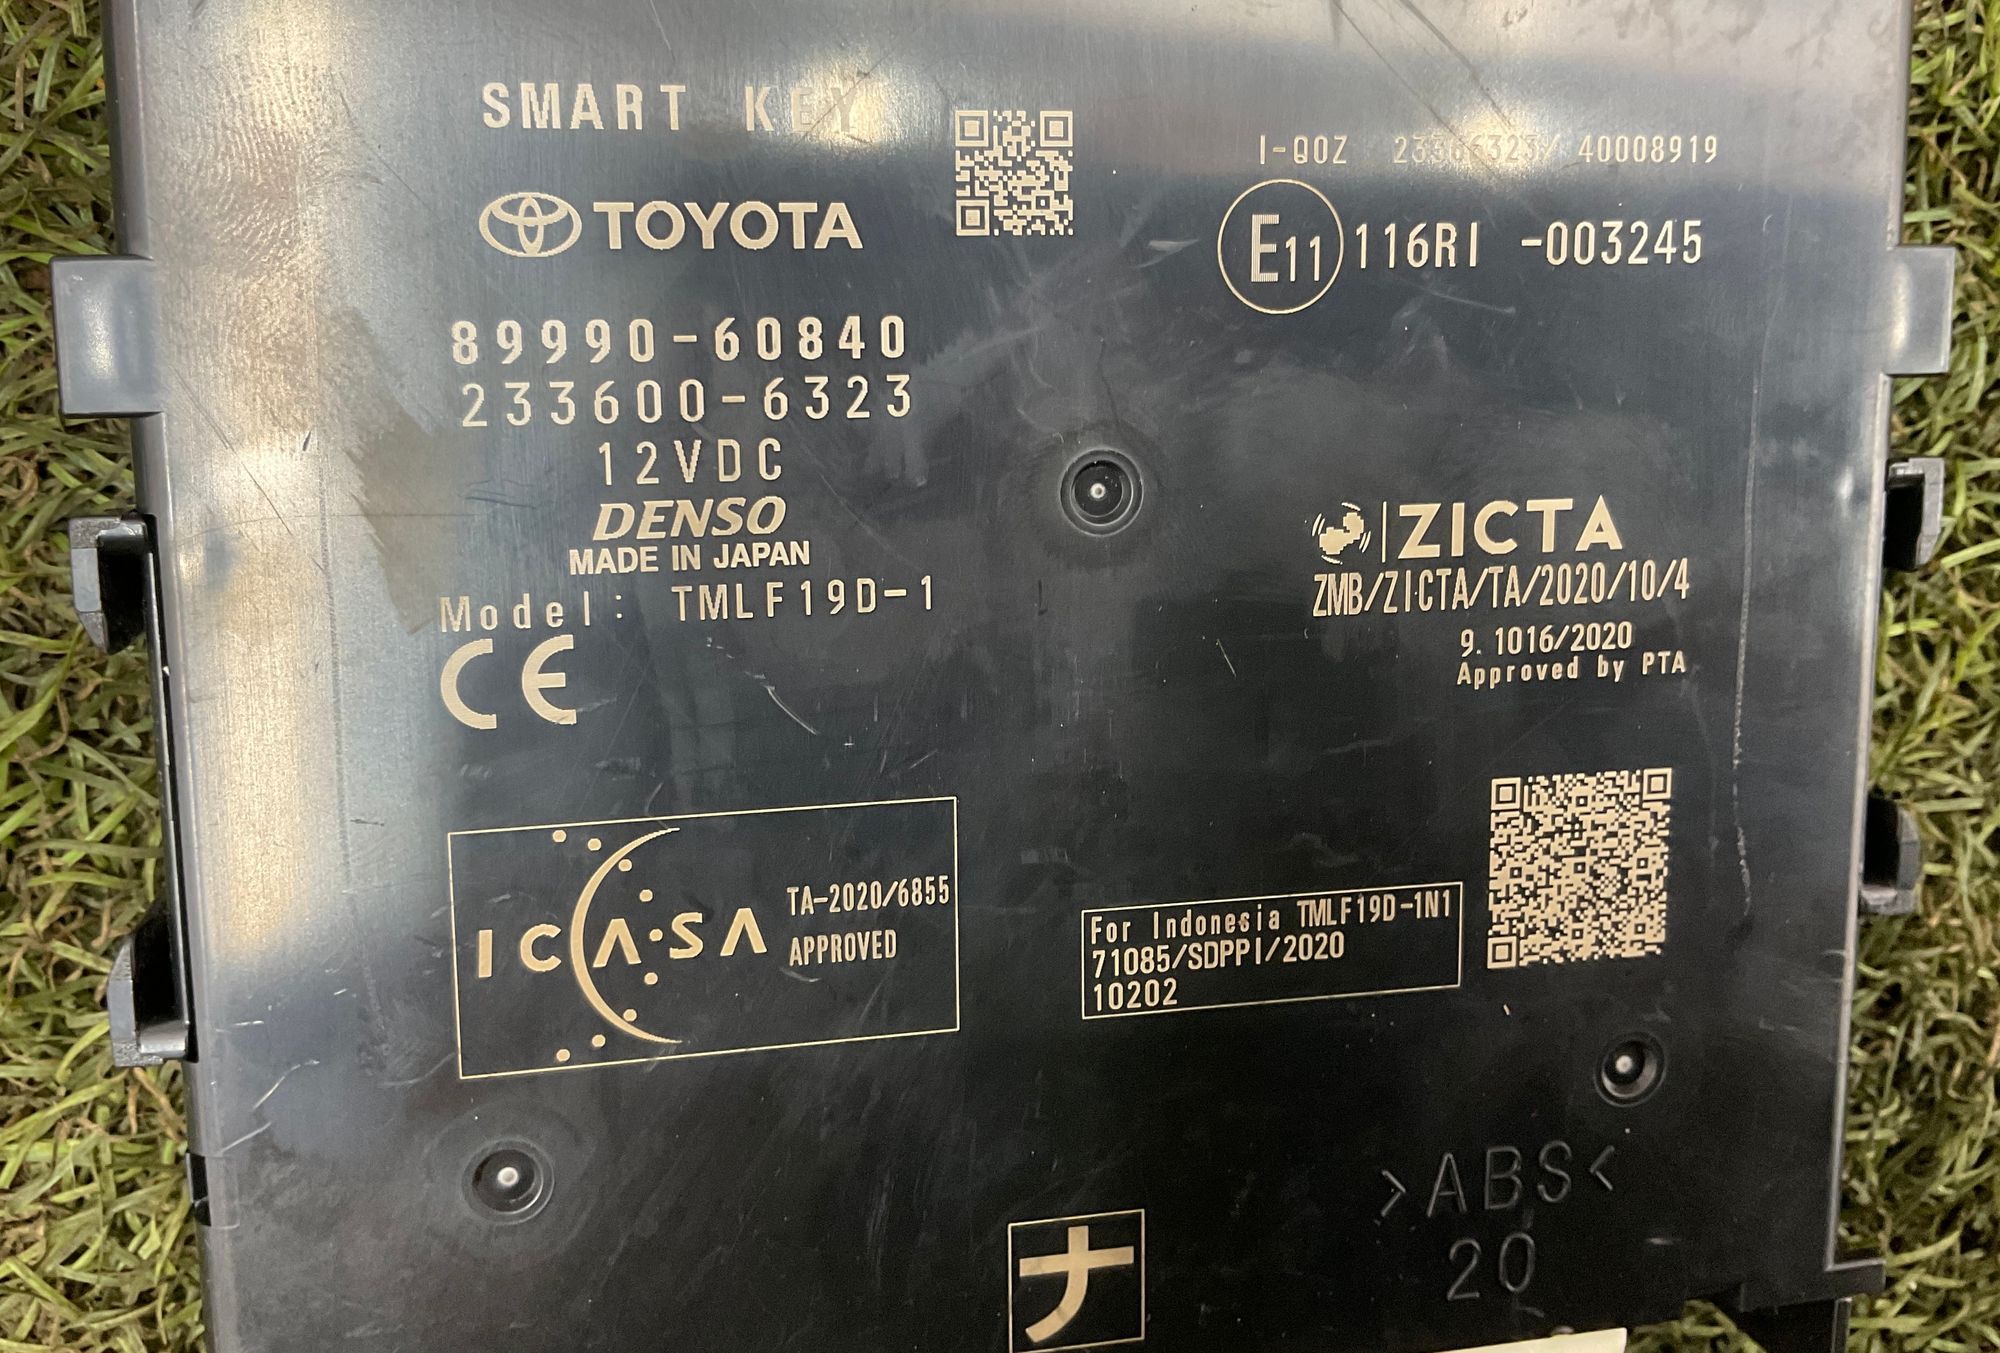 SMART KEY
TOYOTA
89990-60840
233600-6323
12VDC
DENSO
MADE IN JAPAN
Model: TMLF19D-1
CE
I-Q0Z 23366323/ 40008919
E11 116RI -003245
ZICTA
ZMB/ZICTA/TA/2020/10/4
9. 1016/2020
Approved by PTA
ICASA
TA-2020/6855
APPROVED
For Indonesia TMLF19D-1N1
71085/SDPPI/2020
10202
>ABS<
20
ナ